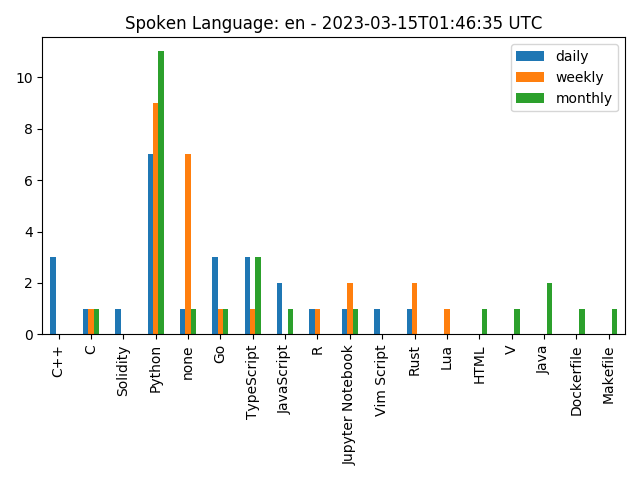 Spoken Language: en - 2023-03-15T01:46:35 UTC
daily
weekly
monthly
10
8
6
4
2
0
C++
C
Solidity
Python
none
Go
TypeScript
JavaScript
R
Jupyter Notebook
Vim Script
Rust
Lua
HTML
V
Java
Dockerfile
Makefile